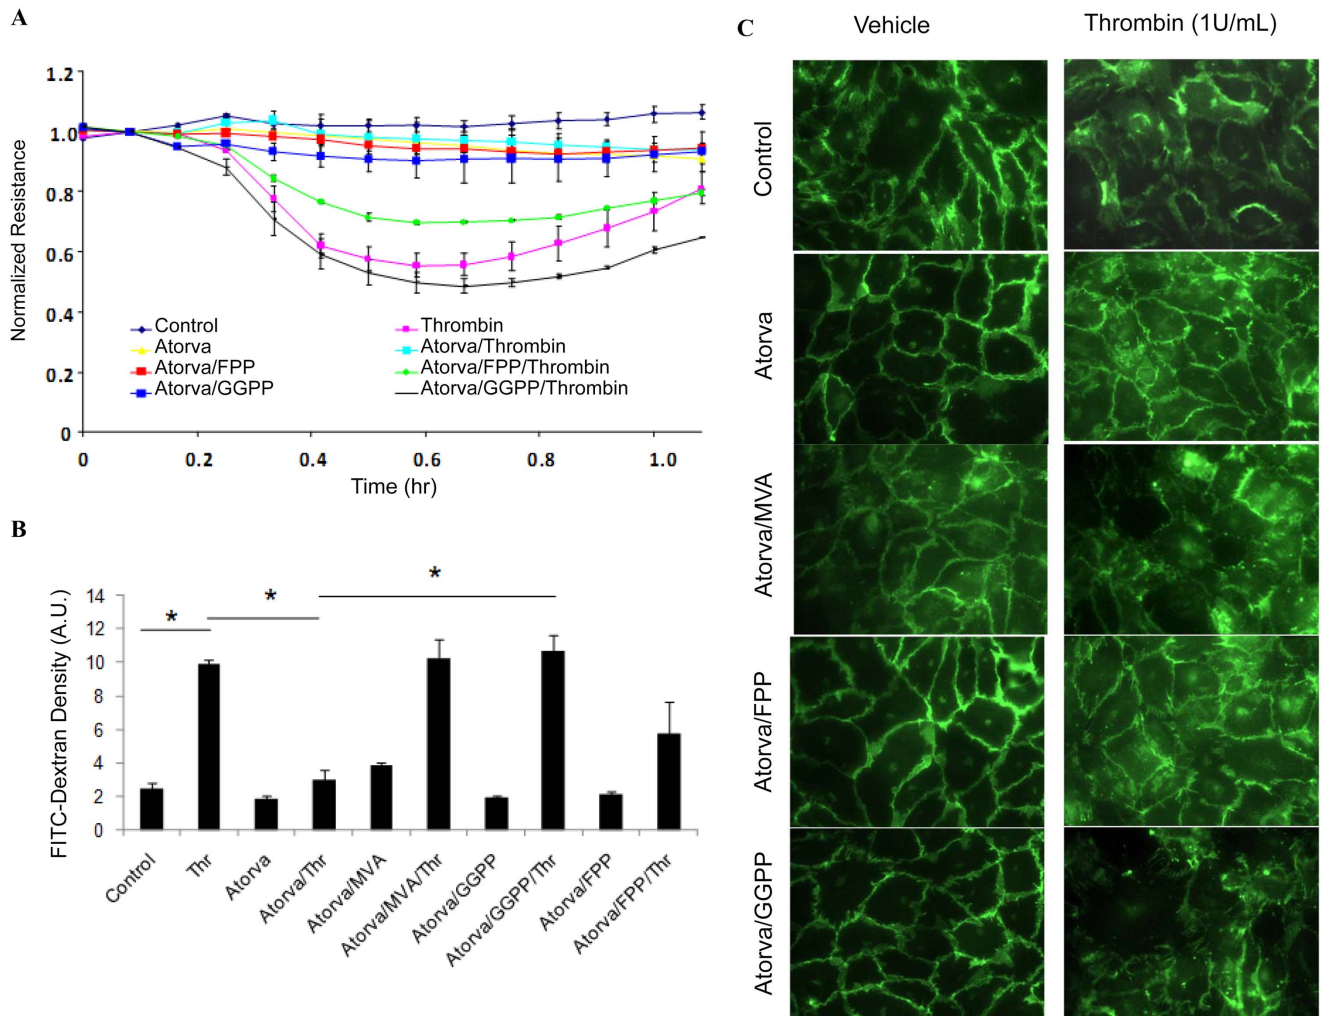 A
Normalized Resistance
1.2
1.0
0.8
0.6
0.4
0.2
0
0
0.2
0.4
0.6
0.8
1.0
Time (hr)
Control
Atorva
Atorva/FPP
Atorva/GGPP
Thrombin
Atorva/Thrombin
Atorva/FPP/Thrombin
Atorva/GGPP/Thrombin
B
FITC-Dextran Density (A.U.)
14
12
10
8
6
4
2
0
*
*
*
Control
Thr
Atorva
Atorva/Thr
Atorva/MVA
Atorva/MVA/Thr
Atorva/GGPP
Atorva/GGPP/Thr
Atorva/FPP
Atorva/FPP/Thr
C
Vehicle
Thrombin (1U/mL)
Control
Atorva
Atorva/MVA
Atorva/FPP
Atorva/GGPP